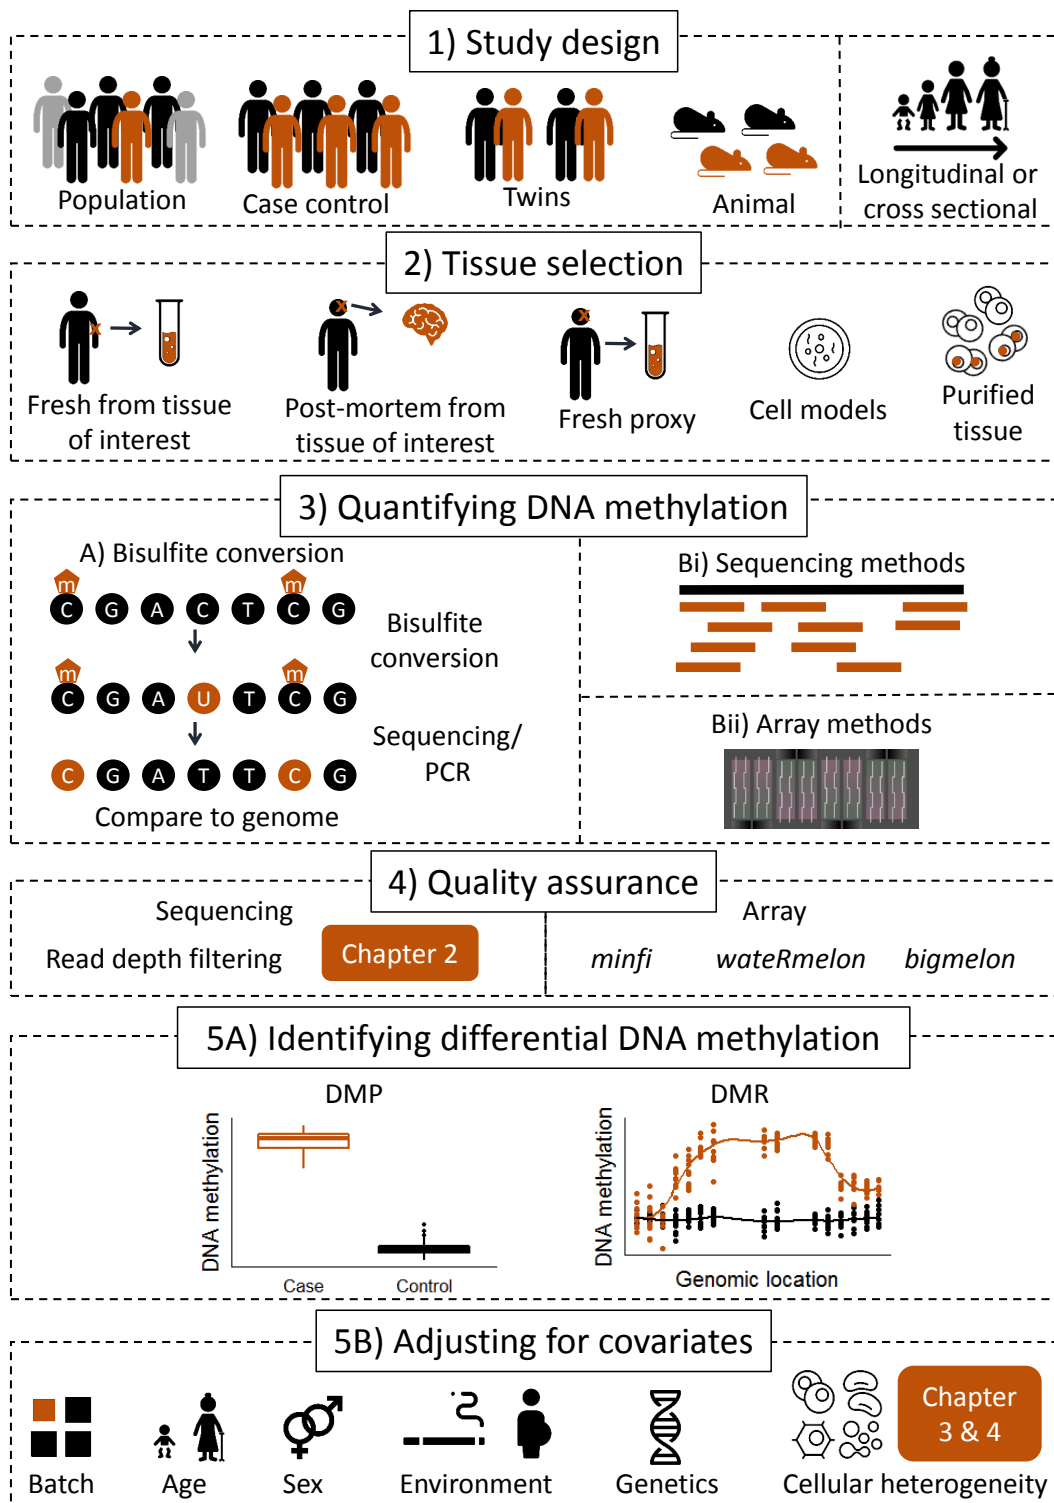 1) Study design
Population
Case control
Twins
Animal
Longitudinal or
cross sectional
2) Tissue selection
Fresh from tissue
of interest
Post-mortem from
tissue of interest
Fresh proxy
Cell models
Purified
tissue
3) Quantifying DNA methylation
A) Bisulfite conversion
m m
C G A C T C G
Bisulfite
conversion
m m
C G A U T C G
Sequencing/
PCR
C G A T T C G
Compare to genome
Bi) Sequencing methods
Bii) Array methods
4) Quality assurance
Sequencing
Read depth filtering
Chapter 2
Array
minfi
wateRmelon
bigmelon
5A) Identifying differential DNA methylation
DMP
DNA methylation
Case
Control
DMR
DNA methylation
Genomic location
5B) Adjusting for covariates
Batch
Age
Sex
Environment
Genetics
Cellular heterogeneity
Chapter
3 & 4